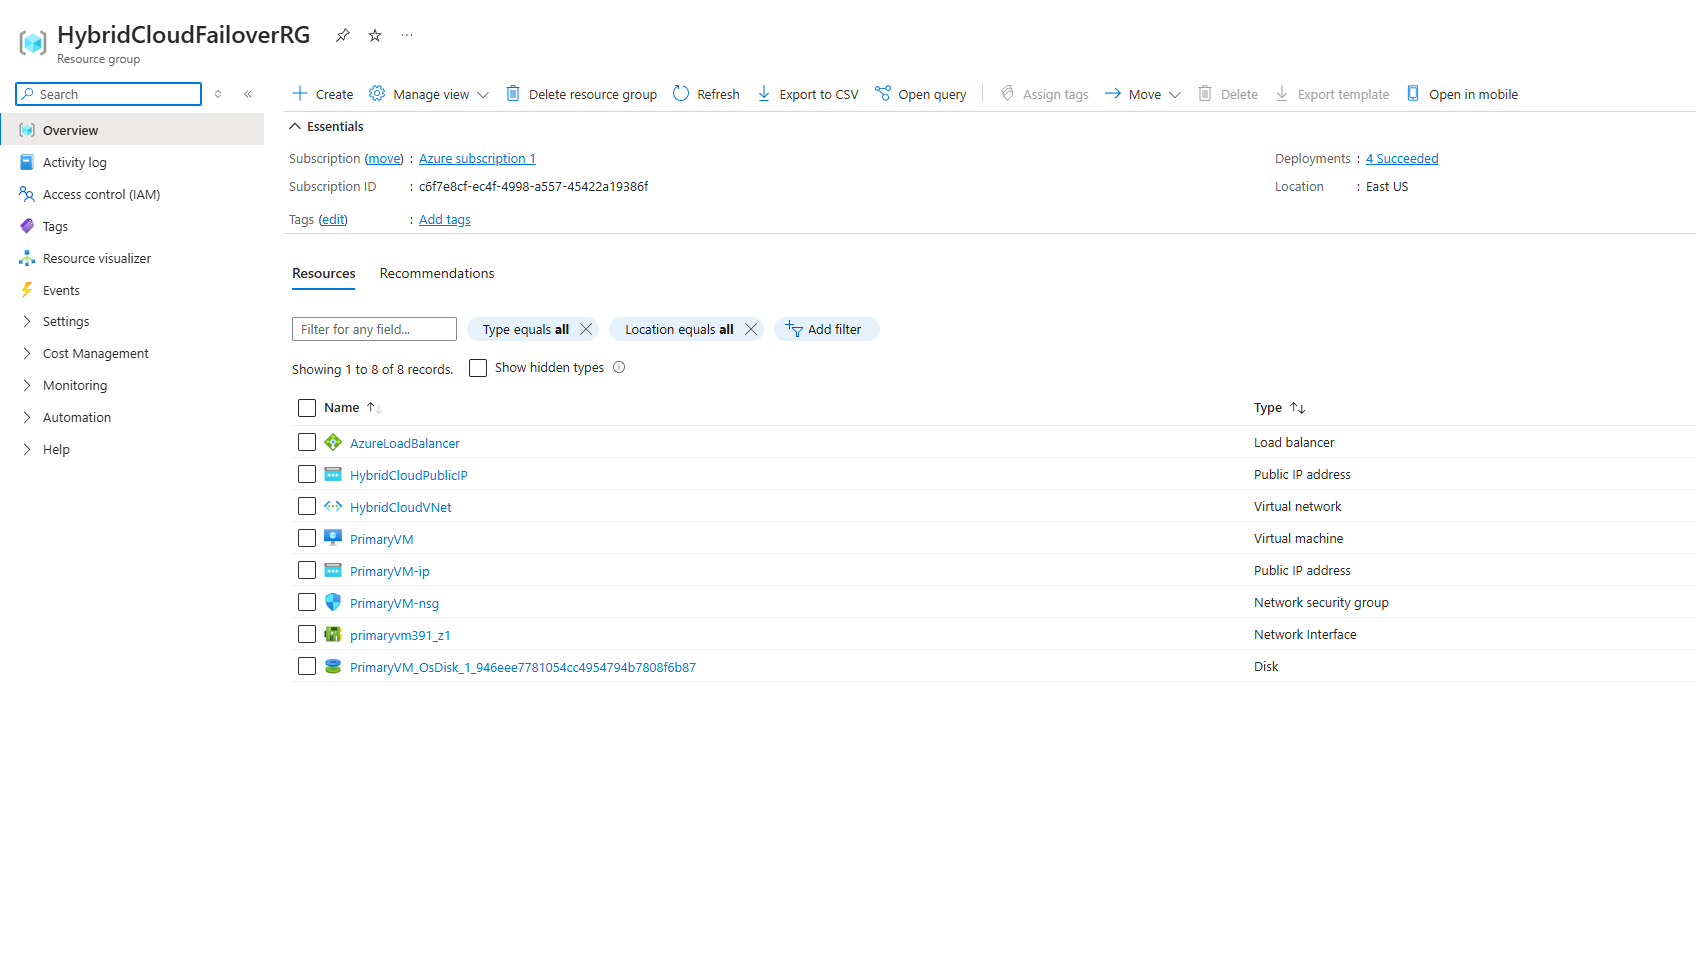 HybridCloudFailoverRG
Resource group
Search
Create Manage view Delete resource group Refresh Export to CSV Open query Assign tags Move Delete Export template Open in mobile
Overview
Activity log
Access control (IAM)
Tags
Resource visualizer
Events
Settings
Cost Management
Monitoring
Automation
Help
Essentials
Subscription (move) : Azure subscription 1
Deployments : 4 Succeeded
Subscription ID : c6f7e8cf-ec4f-4998-a557-45422a19386f
Location : East US
Tags (edit) : Add tags
Resources Recommendations
Filter for any field... Type equals all Location equals all Add filter
Showing 1 to 8 of 8 records. Show hidden types
Name Type
AzureLoadBalancer Load balancer
HybridCloudPublicIP Public IP address
HybridCloudVNet Virtual network
PrimaryVM Virtual machine
PrimaryVM-ip Public IP address
PrimaryVM-nsg Network security group
primaryvm391_z1 Network Interface
PrimaryVM_OsDisk_1_946eee7781054cc4954794b7808f6b87 Disk